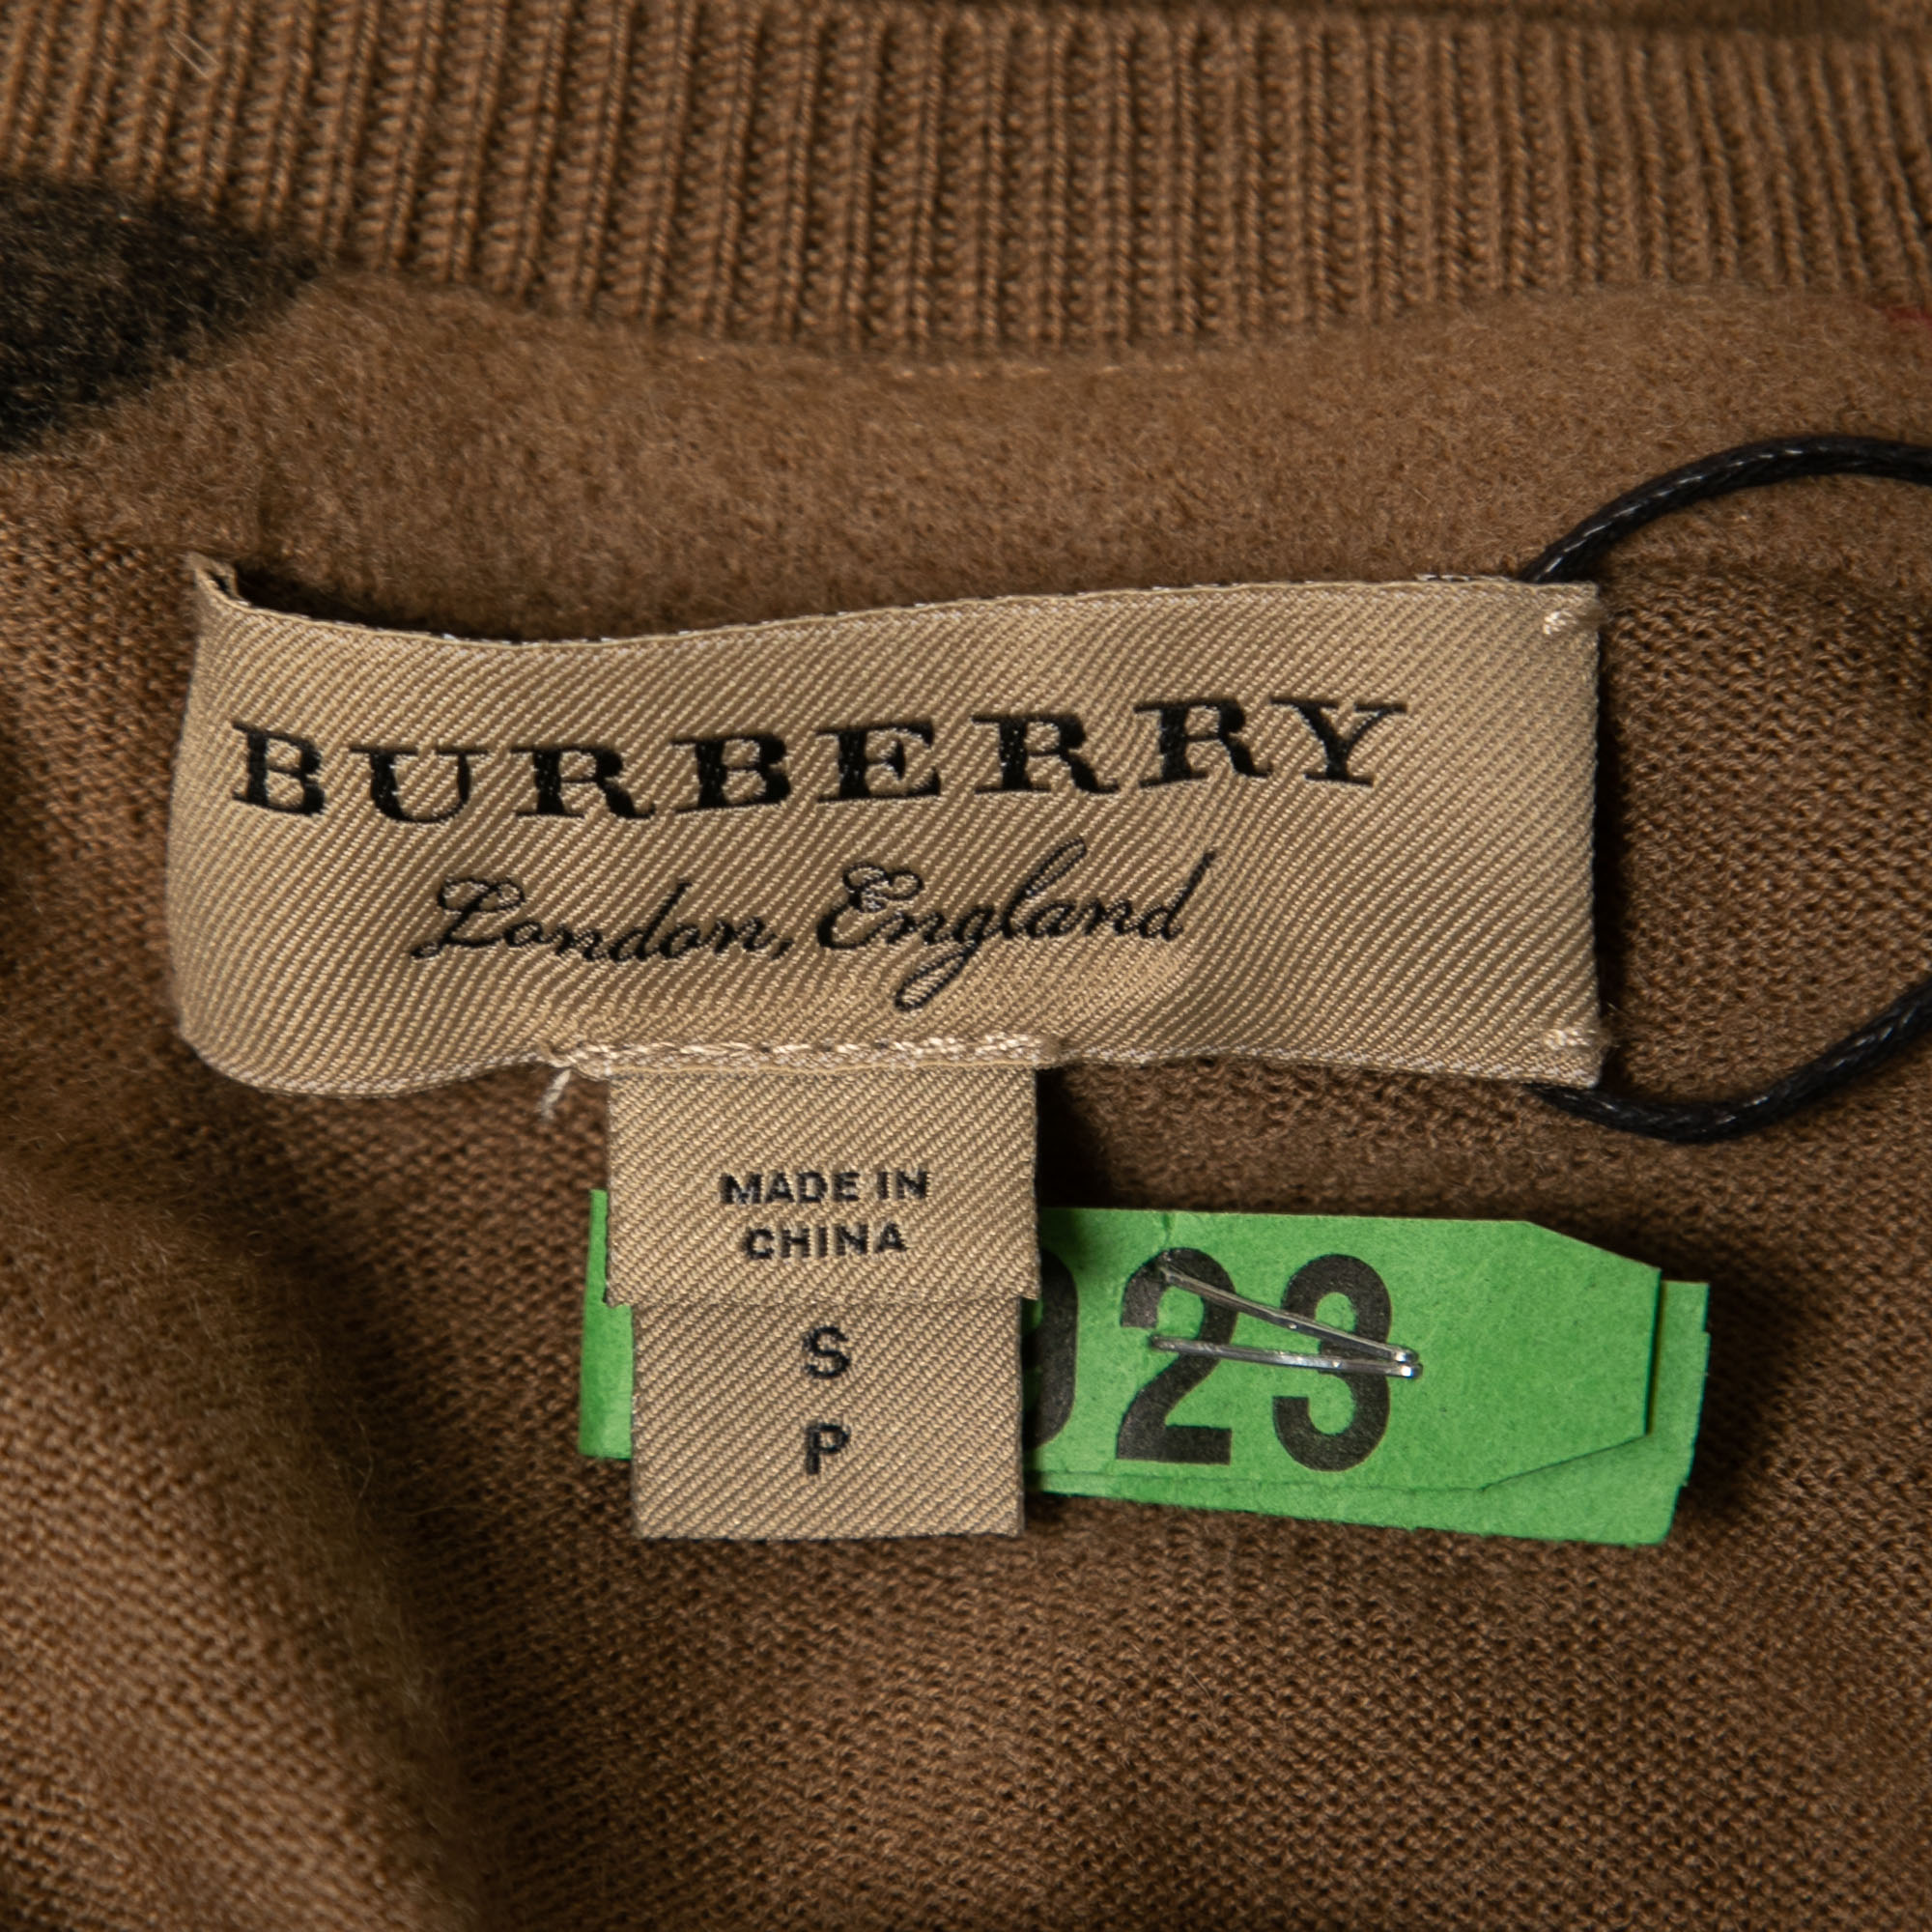 BURBERRY
London, England
MADE IN
CHINA
S
P
23